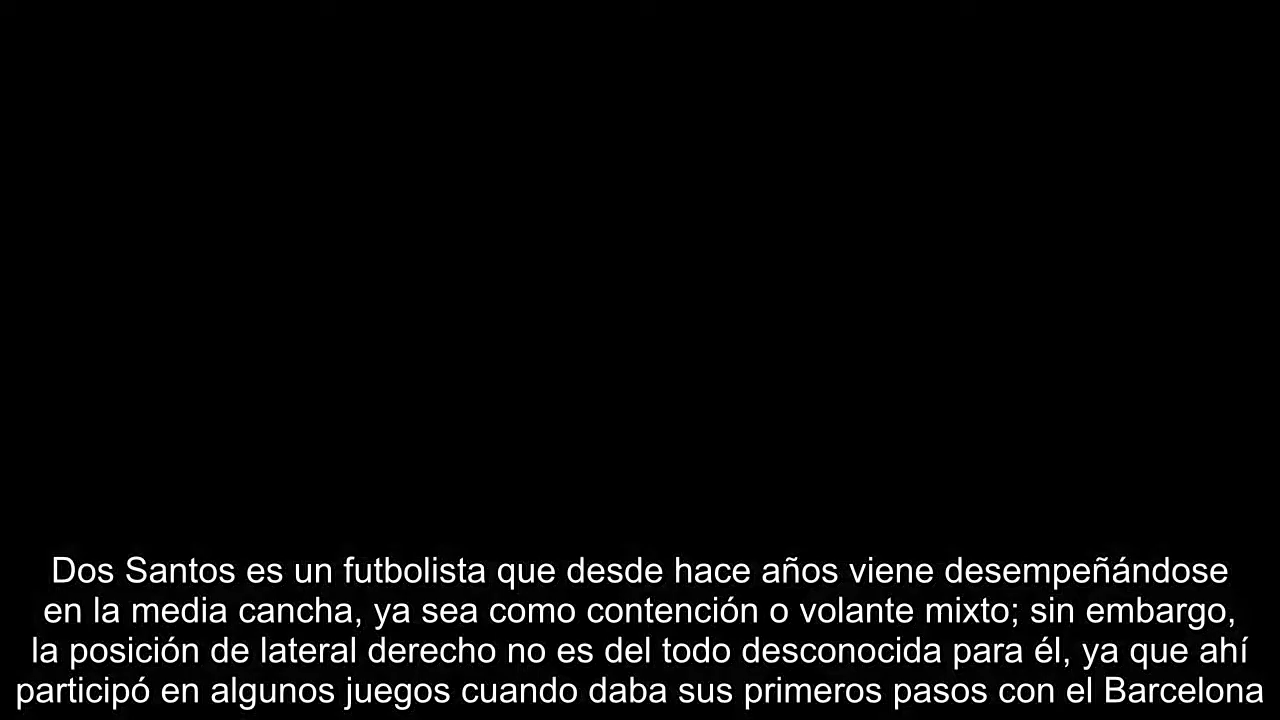 Dos Santos es un futbolista que desde hace años viene desempeñándose
en la media cancha, ya sea como contención o volante mixto; sin embargo,
la posición de lateral derecho no es del todo desconocida para él, ya que ahí
participó en algunos juegos cuando daba sus primeros pasos con el Barcelona